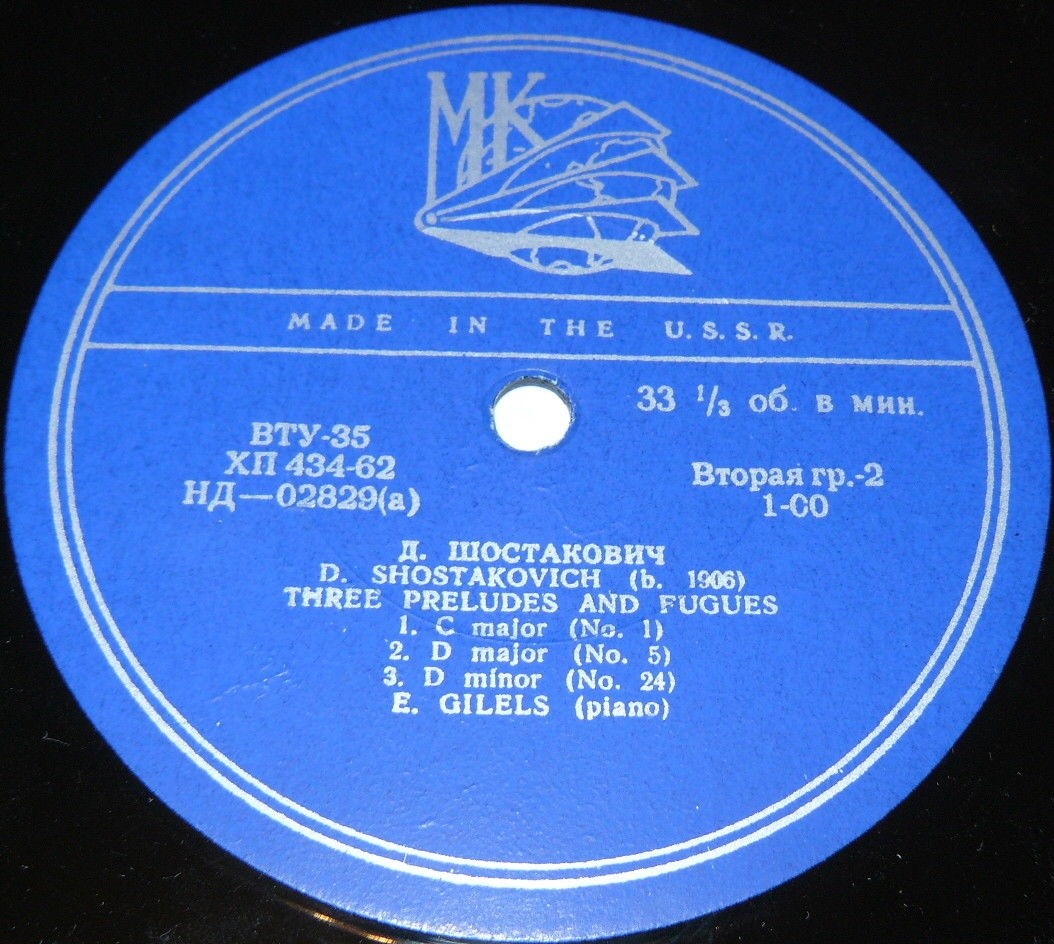 МК
MADE IN THE U.S.S.R.
33 1/3 об. в мин.
ВТУ-35
ХП 434-62
НД—02829(а)
Вторая гр.-2
1-00
Д. ШОСТАКОВИЧ
D. SHOSTAKOVICH (b. 1906)
THREE PRELUDES AND FUGUES
1. C major (No. 1)
2. D major (No. 5)
3. D minor (No. 24)
E. GILELS (piano)